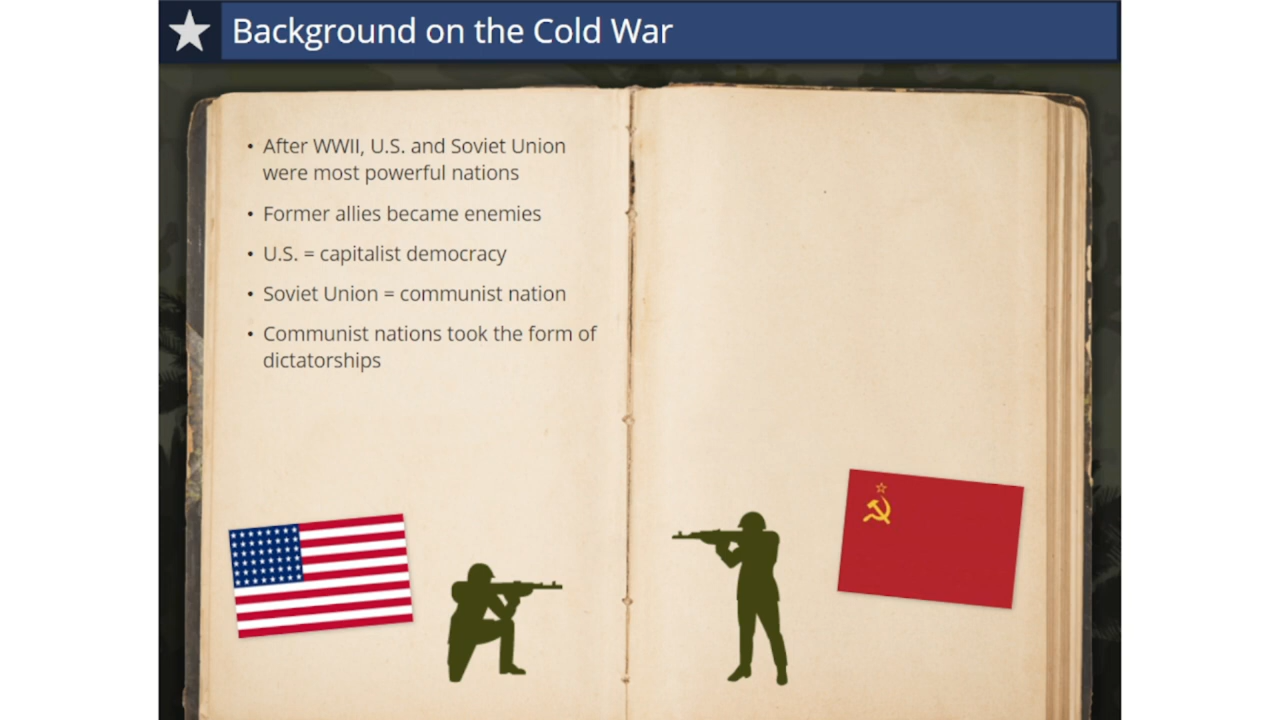 Background on the Cold War
• After WWII, U.S. and Soviet Union
were most powerful nations
• Former allies became enemies
• U.S. = capitalist democracy
• Soviet Union = communist nation
• Communist nations took the form of
dictatorships